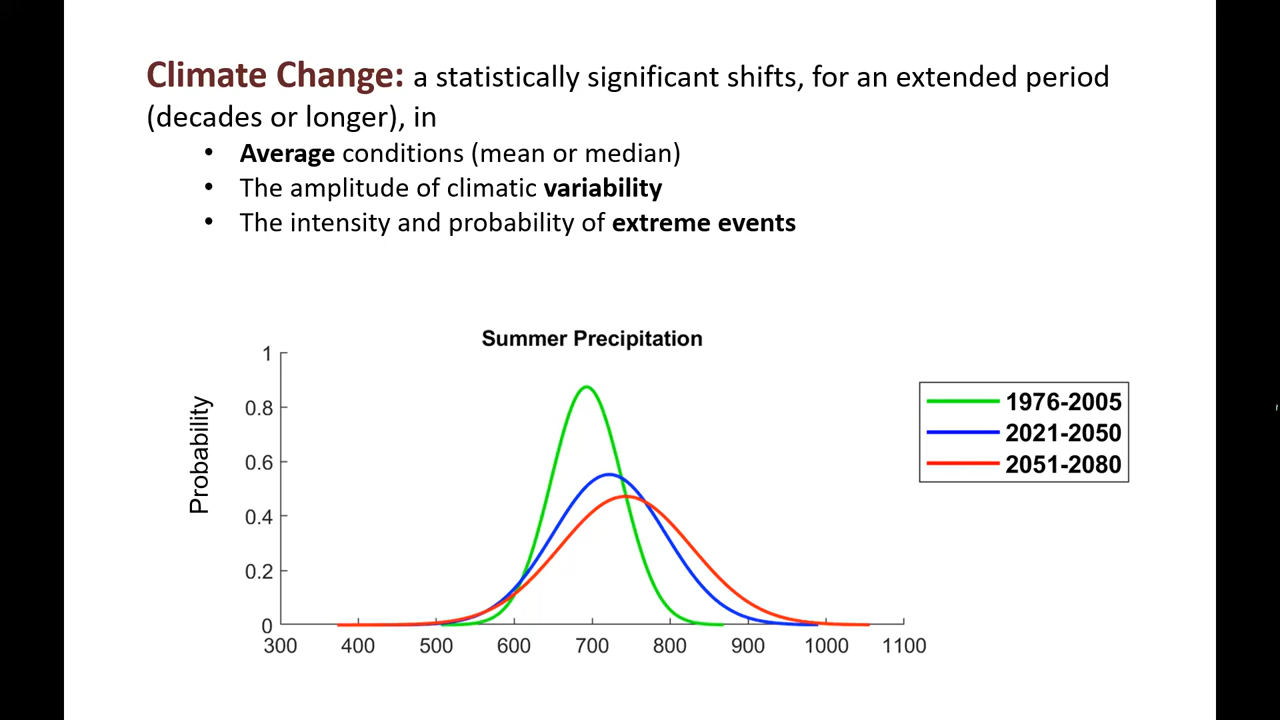 Climate Change: a statistically significant shifts, for an extended period
(decades or longer), in
• Average conditions (mean or median)
• The amplitude of climatic variability
• The intensity and probability of extreme events
Summer Precipitation
Probability
1
0.8
0.6
0.4
0.2
0
300 400 500 600 700 800 900 1000 1100
1976-2005
2021-2050
2051-2080